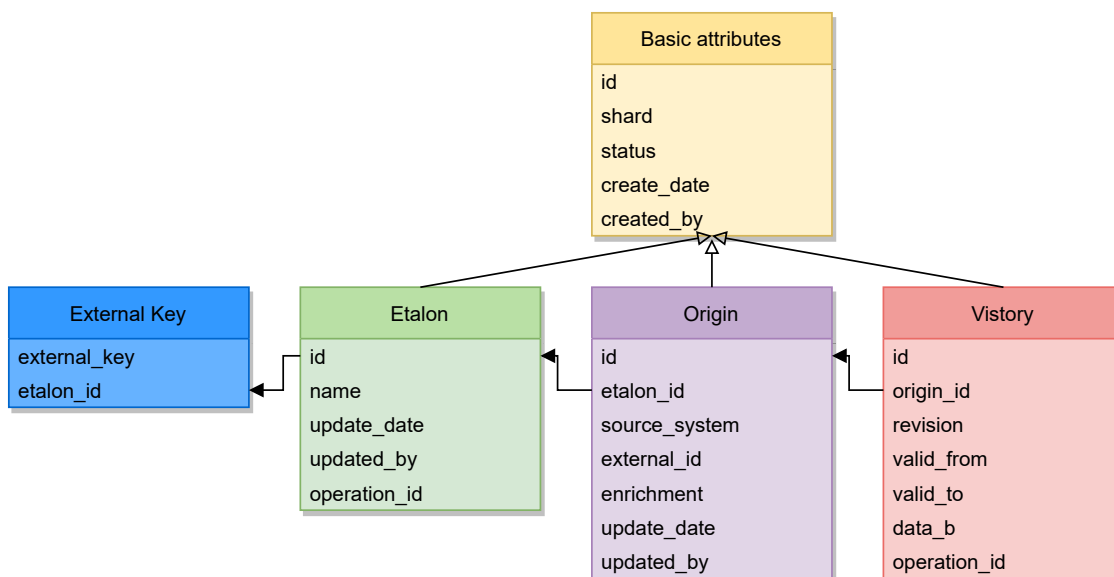 Basic attributes
id
shard
status
create_date
created_by
External Key
external_key
etalon_id
Etalon
id
name
update_date
updated_by
operation_id
Origin
id
etalon_id
source_system
external_id
enrichment
update_date
updated_by
Vistory
id
origin_id
revision
valid_from
valid_to
data_b
operation_id